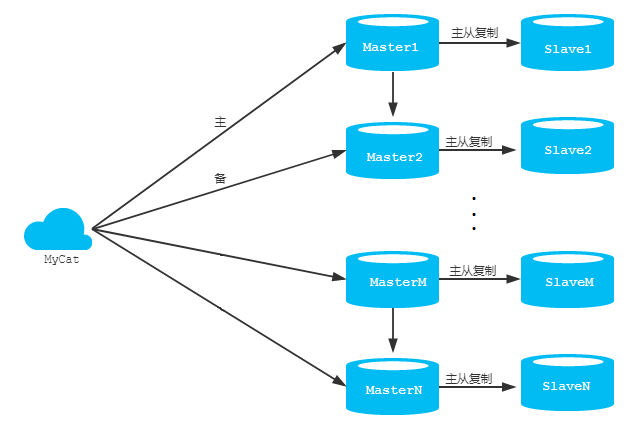 Master1
主从复制
Slave1
主
Master2
主从复制
Slave2
备
MyCat
MasterM
主从复制
SlaveM
MasterN
主从复制
SlaveN